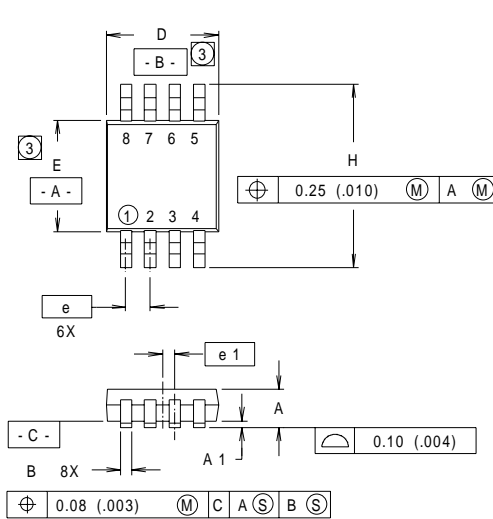 D
- B - 3
8 7 6 5
3
E
- A -
H
⌖ 0.25 (.010) Ⓜ A Ⓜ
① 2 3 4
e
6X
e 1
A
- C -
A 1
⌓ 0.10 (.004)
B 8X
⌖ 0.08 (.003) Ⓜ C A Ⓢ B Ⓢ